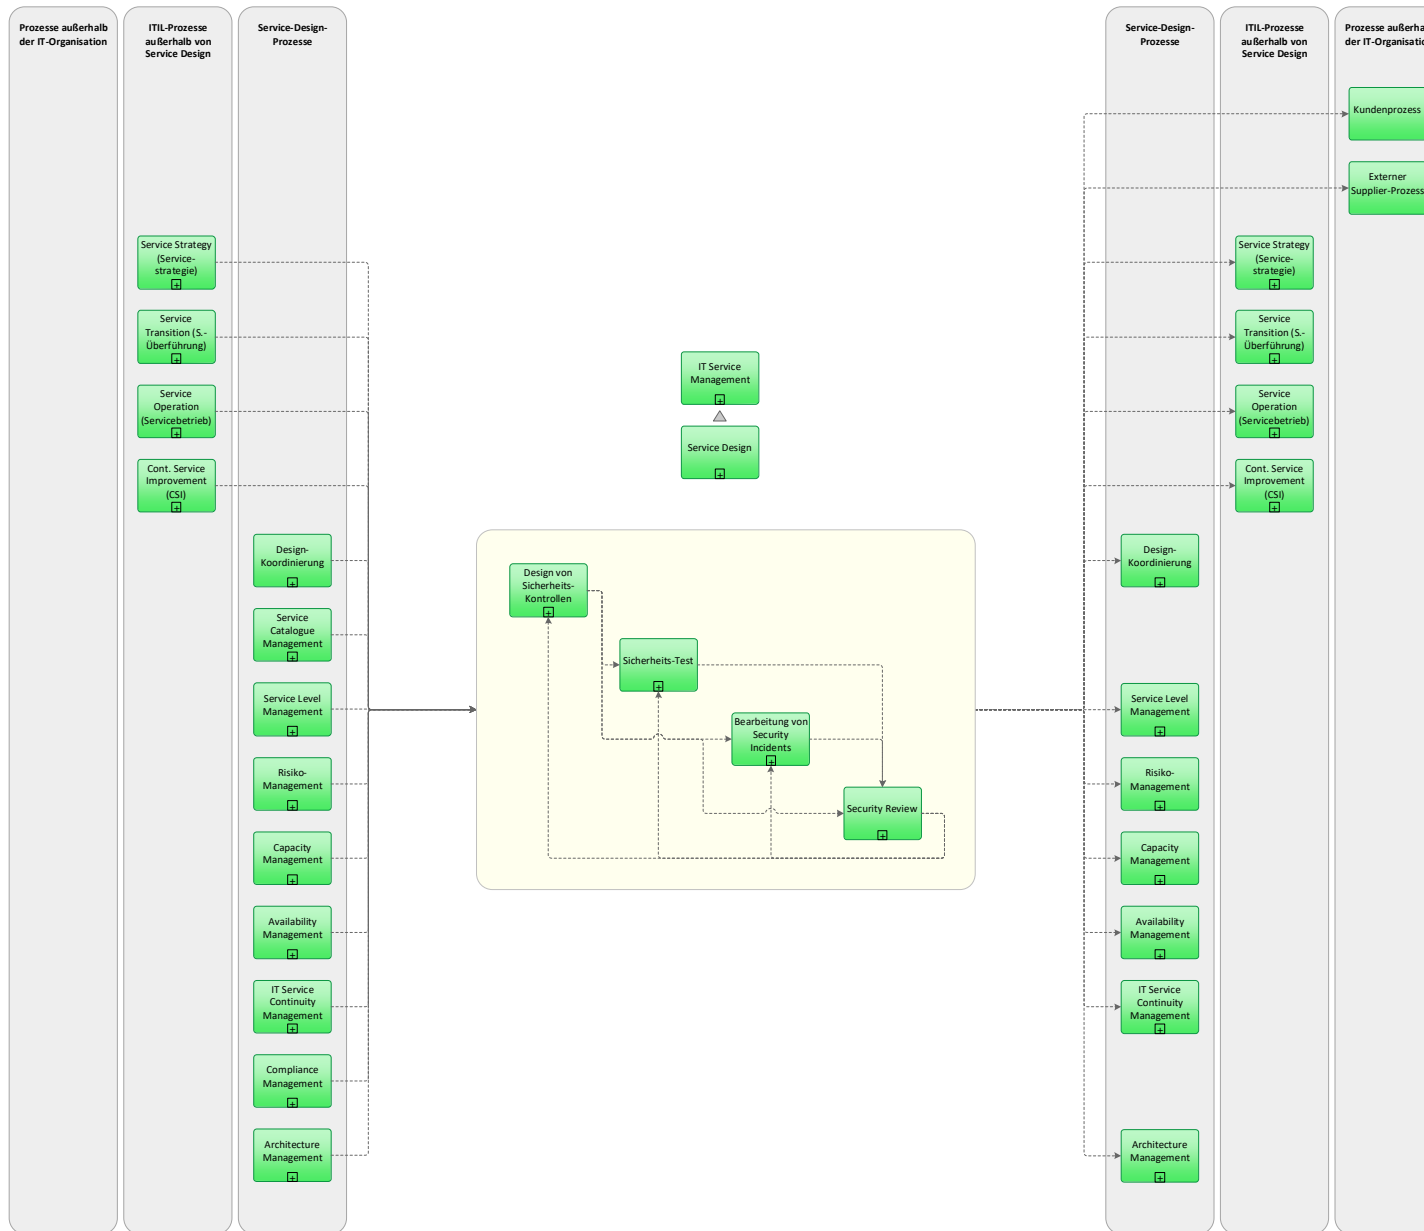 Prozesse außerhalb
der IT-Organisation
ITIL-Prozesse
außerhalb von
Service Design
Service-Design-
Prozesse
Service-Design-
Prozesse
ITIL-Prozesse
außerhalb von
Service Design
Prozesse außerha
der IT-Organisatio
Kundenprozess
Externer
Supplier-Prozess
Service Strategy
(Service-
strategie)
Service
Transition (S.-
Überführung)
Service
Operation
(Servicebetrieb)
Cont. Service
Improvement
(CSI)
Design-
Koordinierung
Service
Catalogue
Management
Service Level
Management
Risiko-
Management
Capacity
Management
Availability
Management
IT Service
Continuity
Management
Compliance
Management
Architecture
Management
IT Service
Management
Service Design
Design von
Sicherheits-
Kontrollen
Sicherheits-Test
Bearbeitung von
Security
Incidents
Security Review
Service Strategy
(Service-
strategie)
Service
Transition (S.-
Überführung)
Service
Operation
(Servicebetrieb)
Cont. Service
Improvement
(CSI)
Design-
Koordinierung
Service Level
Management
Risiko-
Management
Capacity
Management
Availability
Management
IT Service
Continuity
Management
Architecture
Management